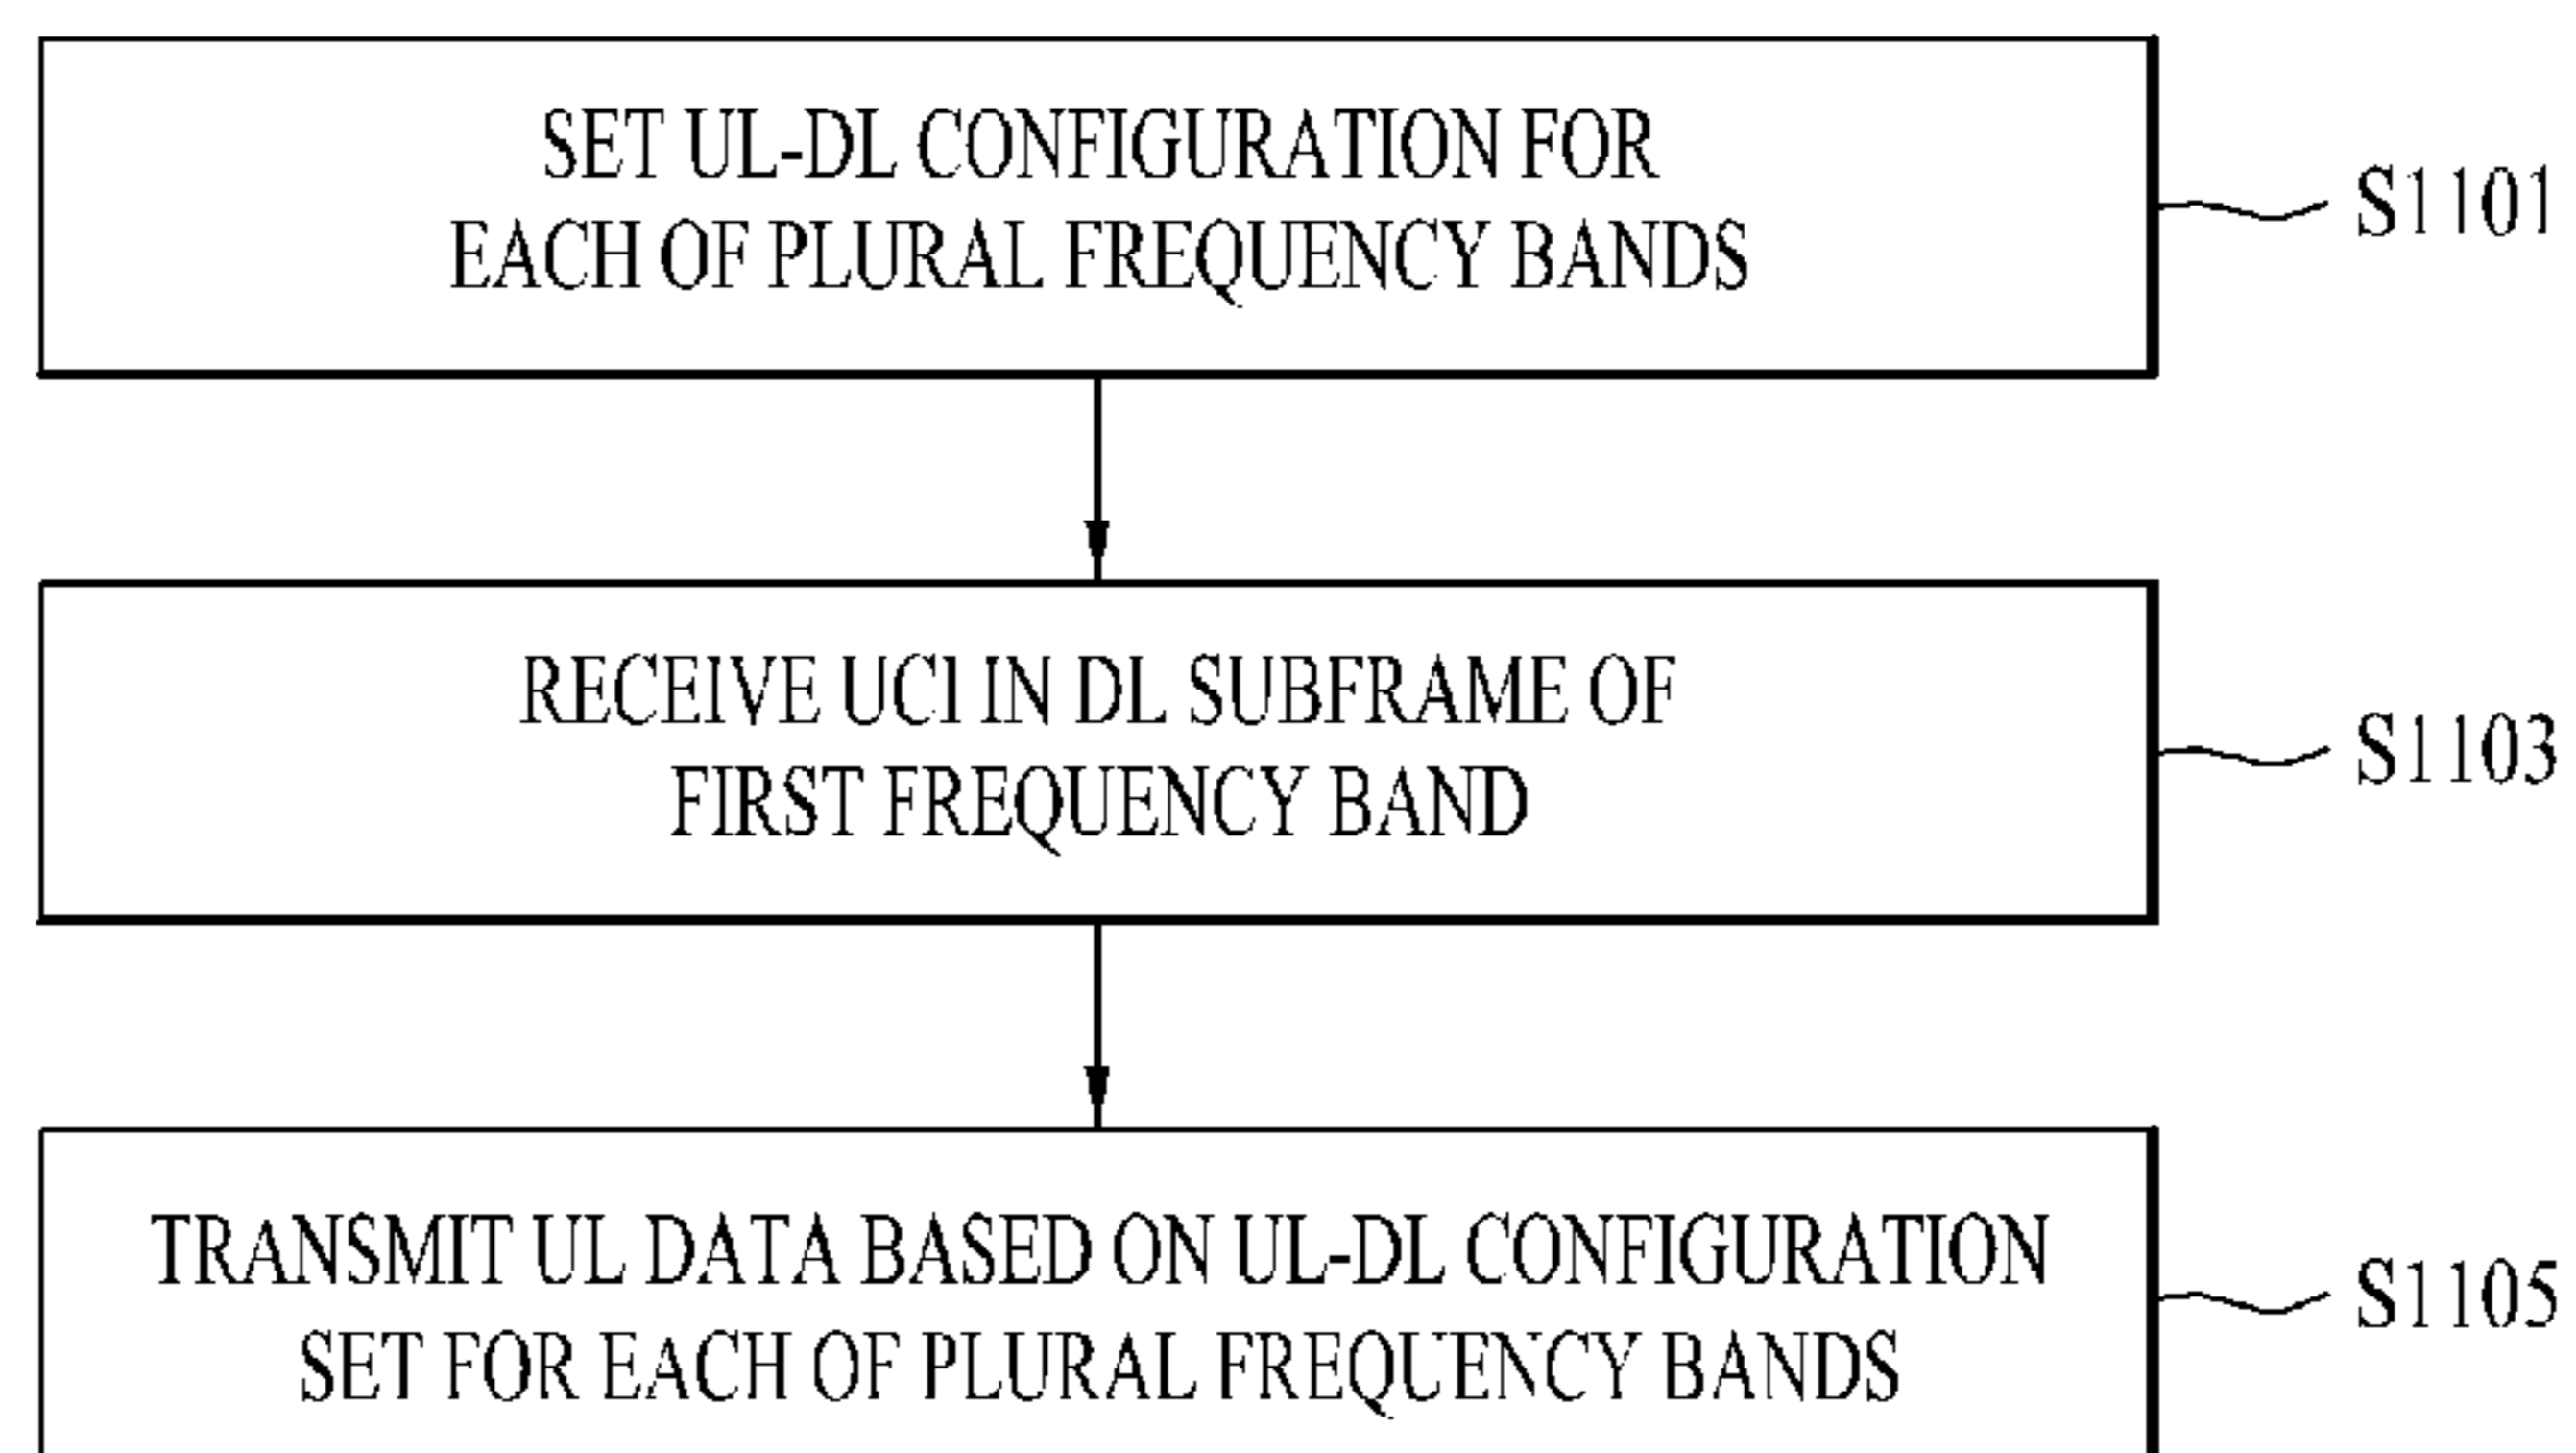 SET UL-DL CONFIGURATION FOR
EACH OF PLURAL FREQUENCY BANDS
S1101
RECEIVE UCI IN DL SUBFRAME OF
FIRST FREQUENCY BAND
S1103
TRANSMIT UL DATA BASED ON UL-DL CONFIGURATION
SET FOR EACH OF PLURAL FREQUENCY BANDS
S1105